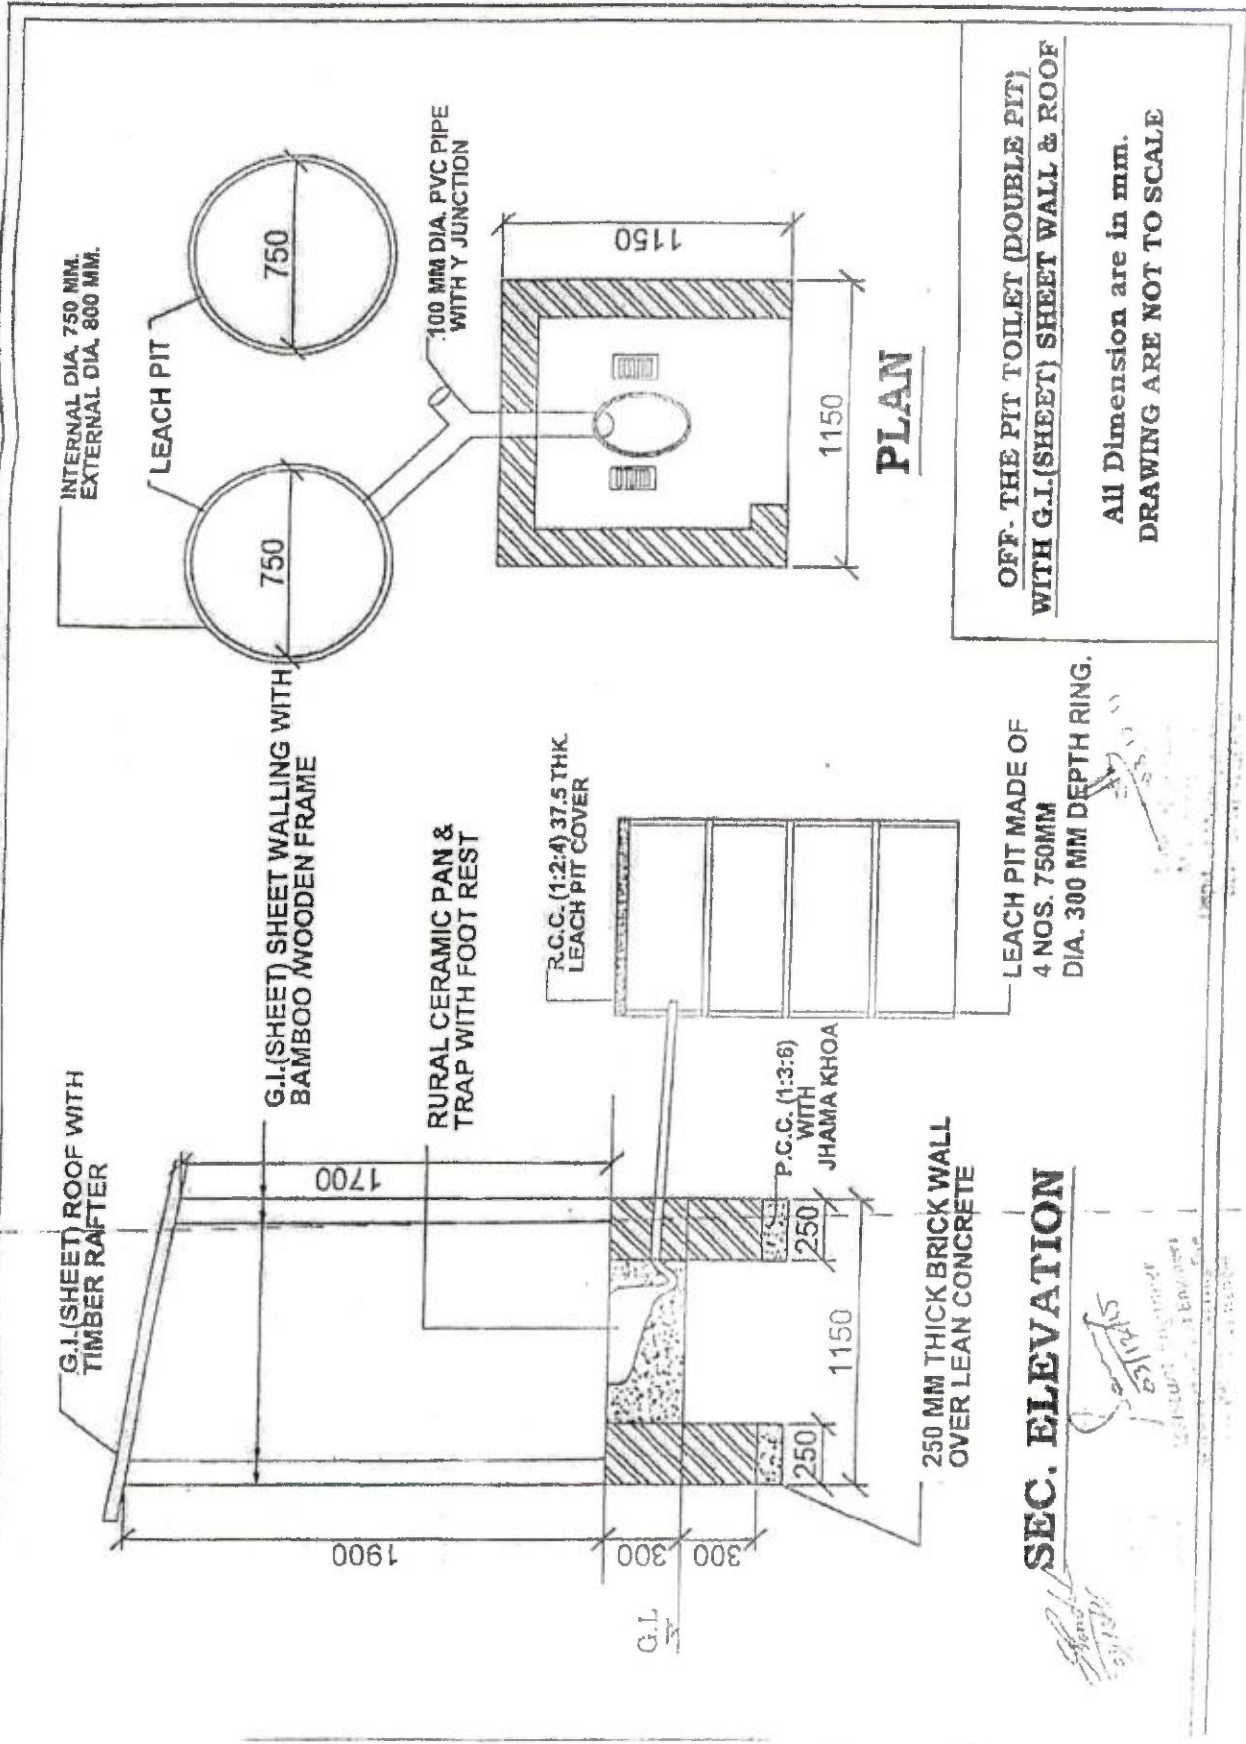 G.I.(SHEET) ROOF WITH
TIMBER RAFTER
G.I.(SHEET) SHEET WALLING WITH
BAMBOO/WOODEN FRAME
RURAL CERAMIC PAN &
TRAP WITH FOOT REST
1700
1900
300
300
G.L
R.C.C. (1:2:4) 37.5 THK.
LEACH PIT COVER
P.C.C. (1:3:6)
WITH
JHAMA KHOA
250
250
1150
250 MM THICK BRICK WALL
OVER LEAN CONCRETE
LEACH PIT MADE OF
4 NOS. 750MM
DIA. 300 MM DEPTH RING.
SEC. ELEVATION
INTERNAL DIA. 750 MM.
EXTERNAL DIA. 800 MM.
LEACH PIT
750
750
100 MM DIA. PVC PIPE
WITH Y JUNCTION
1150
1150
PLAN
OFF- THE PIT TOILET (DOUBLE PIT)
WITH G.I.(SHEET) SHEET WALL & ROOF
All Dimension are in mm.
DRAWING ARE NOT TO SCALE